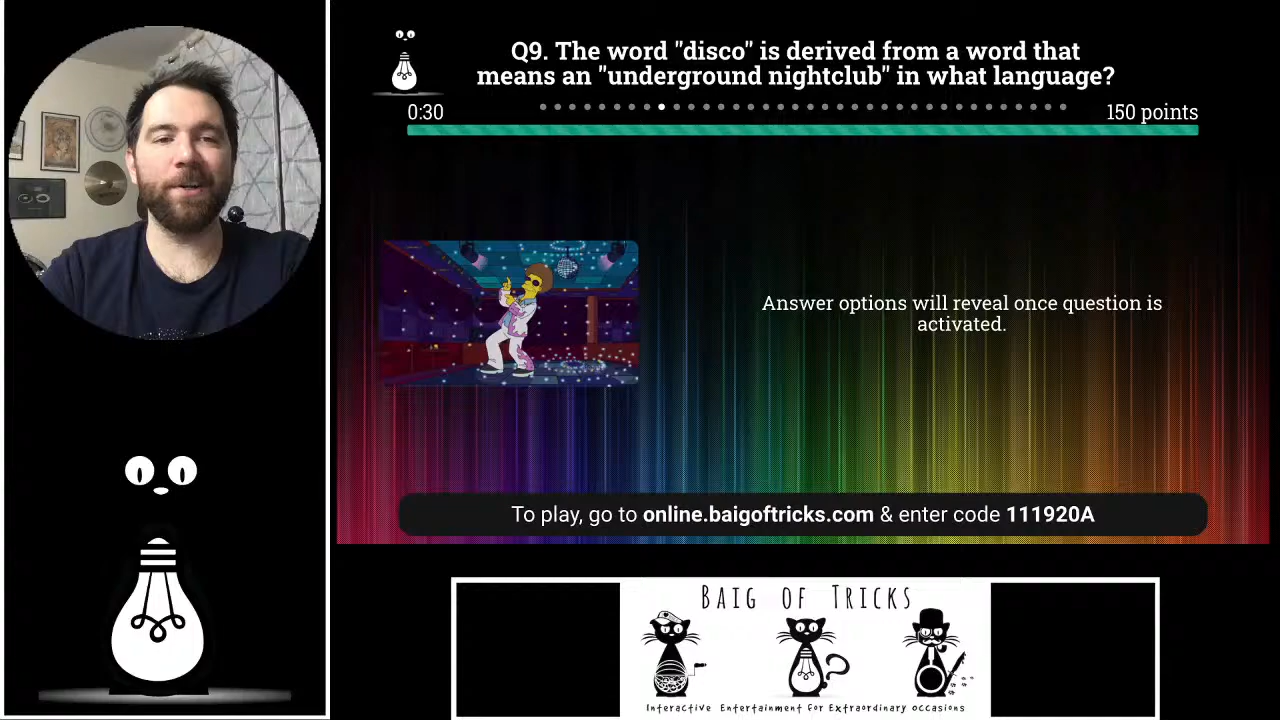 Q9. The word "disco" is derived from a word that
means an "underground nightclub" in what language?
0:30
150 points
Answer options will reveal once question is
activated.
To play, go to online.baigoftricks.com & enter code 111920A
BAIG OF TRICKS
Interactive Entertainment for Extraordinary Occasions